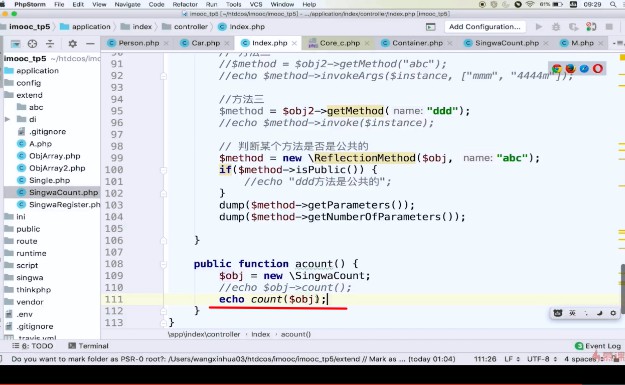 PhpStorm File Edit View Navigate Code Refactor Run Tools VCS Window Help 61% 09:29
imooc_tp5 [~/htdcos/imooc/imooc_tp5] - .../application/index/controller/Index.php [imooc_tp5]
imooc_tp5 application index controller Index.php Add Configuration...
Person.php Car.php Index.php Core_c.php Container.php SingwaCount.php M.php
imooc_tp5 ~/htdcos/im
application
config
extend
abc
di
.gitignore
A.php
ObjArray.php
ObjArray2.php
Single.php
SingwaCount.php
SingwaRegister.ph
ini
public
route
runtime
script
singwa
thinkphp
vendor
.env
.gitignore
.travis.yml
90 // 方法二
91 //$method = $obj2->getMethod("abc");
92 //echo $method->invokeArgs($instance, ["mmm", "4444m"]);
93
94 //方法三
95 $method = $obj2->getMethod( name: "ddd");
96 //echo $method->invoke($instance);
97
98 // 判断某个方法是否是公共的
99 $method = new \ReflectionMethod($obj, name: "abc");
100 if($method->isPublic()) {
101 //echo "ddd方法是公共的";
102 }
103 dump($method->getParameters());
104 dump($method->getNumberOfParameters());
105
106 }
107
108 public function acount() {
109 $obj = new \SingwaCount;
110 //echo $obj->count();
111 echo count($obj);
112 }
113 }
\app\index\controller Index acount()
6: TODO Terminal Event Log
Do you want to mark folder as PSR-0 root?: /Users/wangxinhua03/htdcos/imooc/imooc_tp5/extend // Mark as ... (today 01:04) 111:26 LF UTF-8 4 spaces